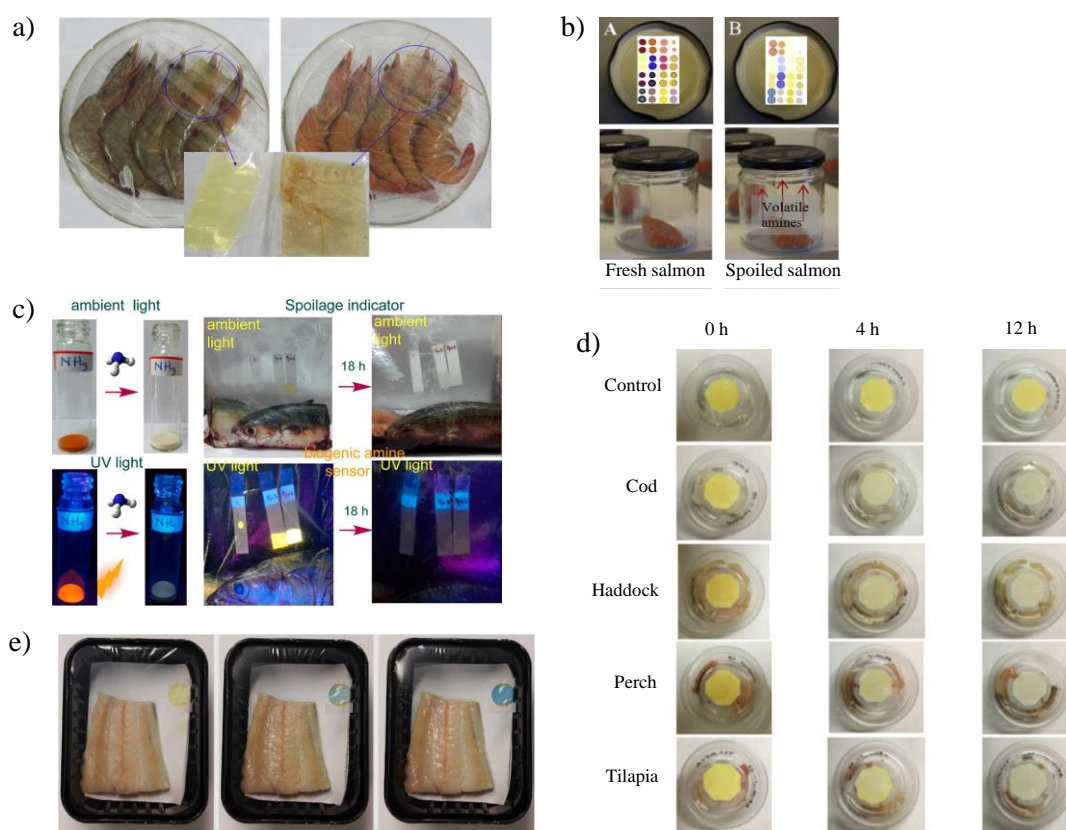 a)
b)
A
B
Volatile
amines
Fresh salmon
Spoiled salmon
c)
ambient light
NH3
NH3
UV light
NH3
NH3
Spoilage indicator
ambient
light
18 h
ambient
light
biogenic amine
sensor
UV light
18 h
UV light
d)
0 h
4 h
12 h
Control
Cod
Haddock
Perch
Tilapia
e)